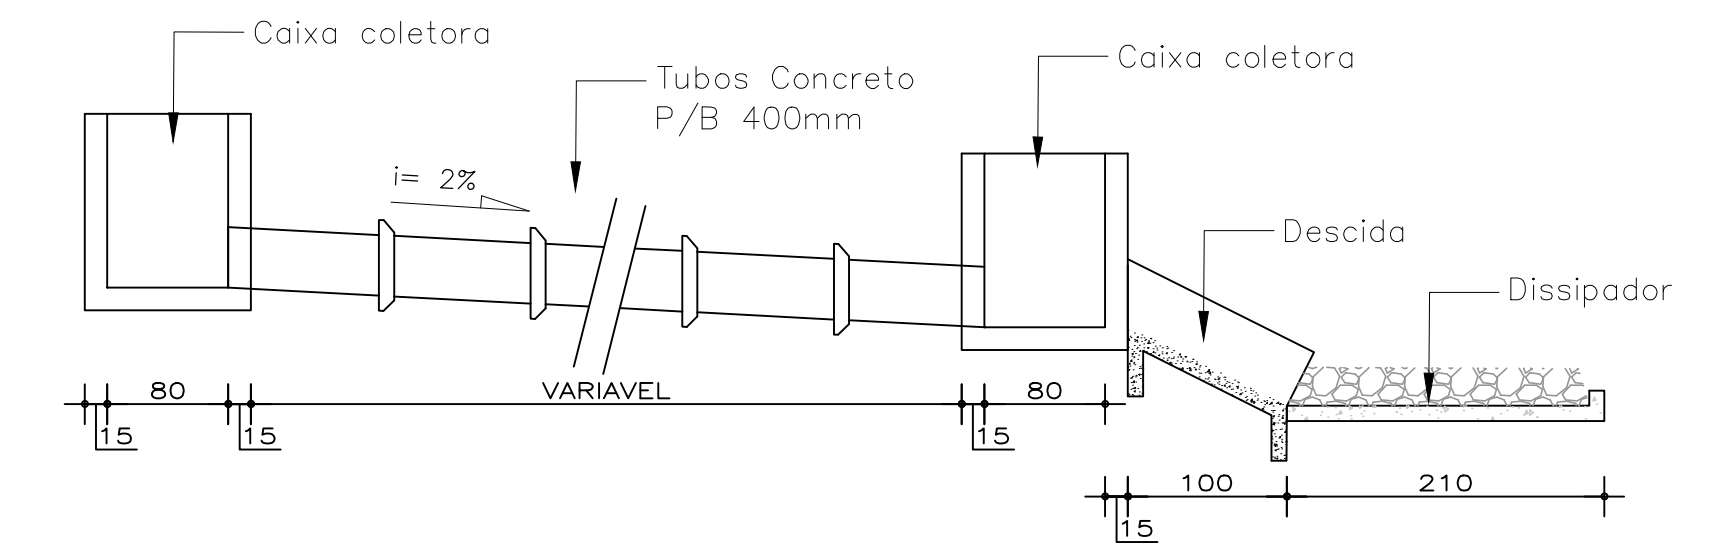 Caixa coletora
Tubos Concreto
P/B 400mm
Caixa coletora
i= 2%
Descida
Dissipador
80
VARIAVEL
80
15
15
15
100
210
15